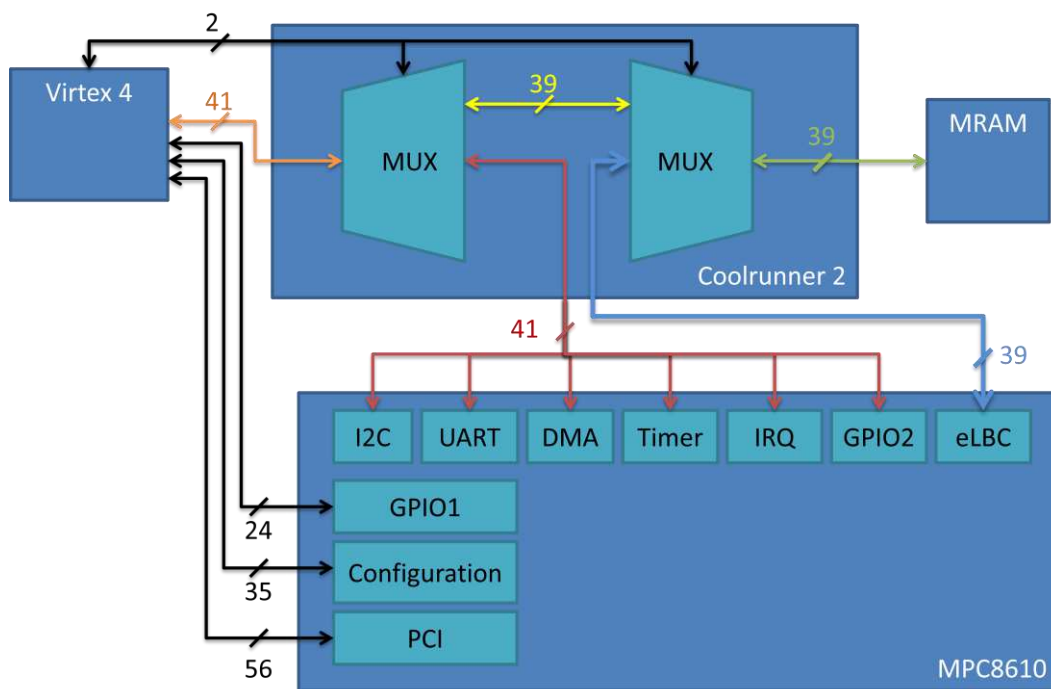 2
Virtex 4
41
39
MUX
MUX
39
MRAM
Coolrunner 2
41
39
I2C
UART
DMA
Timer
IRQ
GPIO2
eLBC
GPIO1
24
Configuration
35
PCI
56
MPC8610